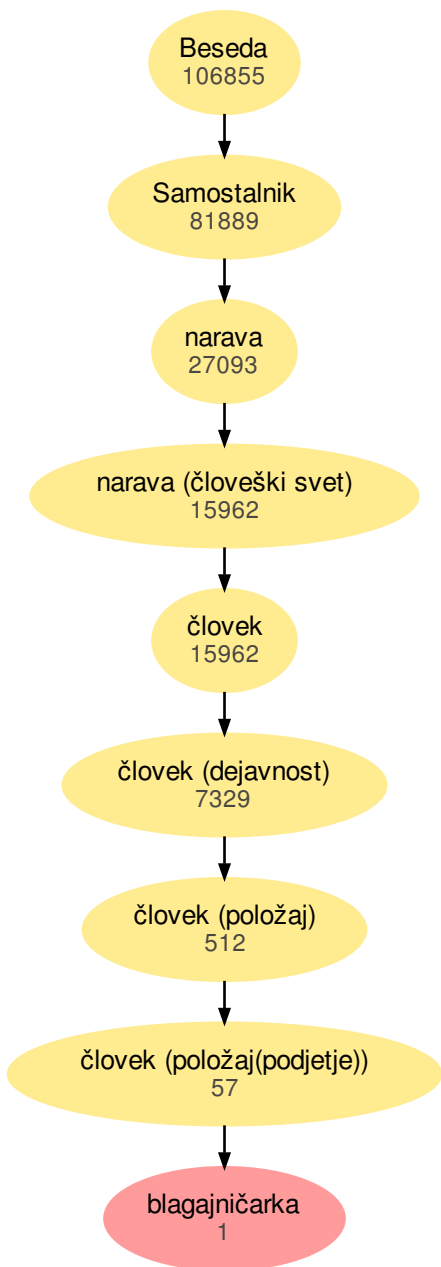 Beseda
106855
Samostalnik
81889
narava
27093
narava (človeški svet)
15962
človek
15962
človek (dejavnost)
7329
človek (položaj)
512
človek (položaj(podjetje))
57
blagajničarka
1